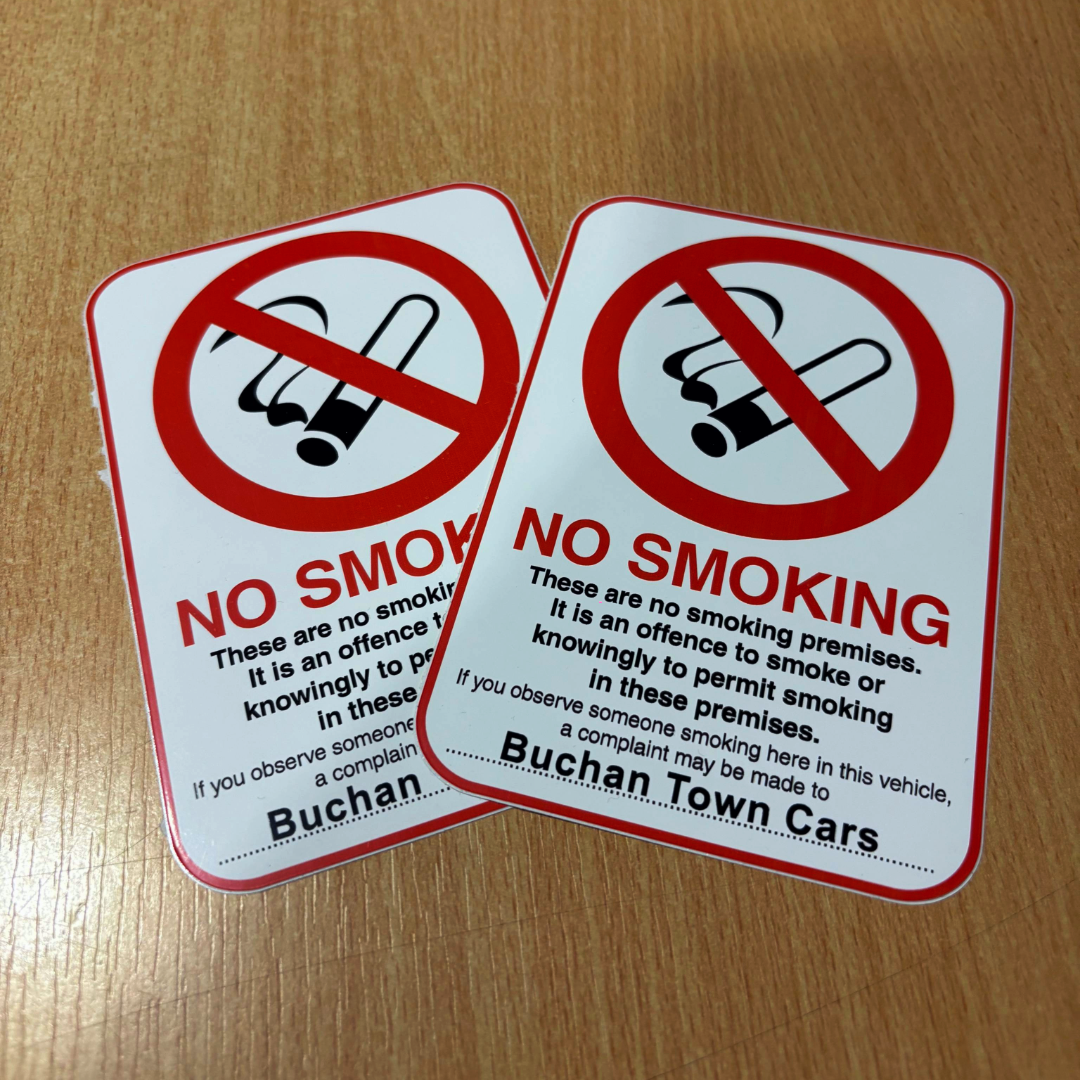 NO SMOK
These are no smokin
It is an offence t
knowingly to pe
in these
If you observe someone
a complain
Buchan
NO SMOKING
These are no smoking premises.
It is an offence to smoke or
knowingly to permit smoking
in these premises.
If you observe someone smoking here in this vehicle,
a complaint may be made to
Buchan Town Cars